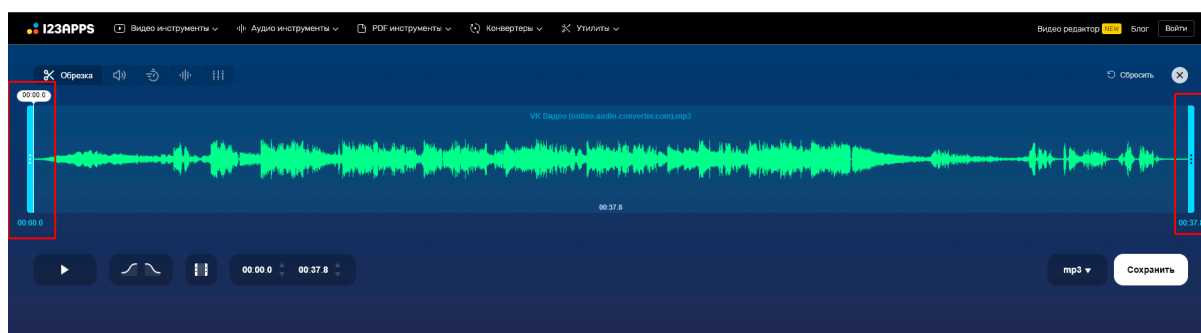 123APPS Видео инструменты Аудио инструменты PDF инструменты Конвертеры Утилиты Видео редактор NEW Блог Войти
Обрезка Сбросить
00:00.0
VK Видео (online-audio-converter.com).mp3
00:37.8
00:00.0 00:37.8
00:00.0 00:37.8 mp3 Сохранить